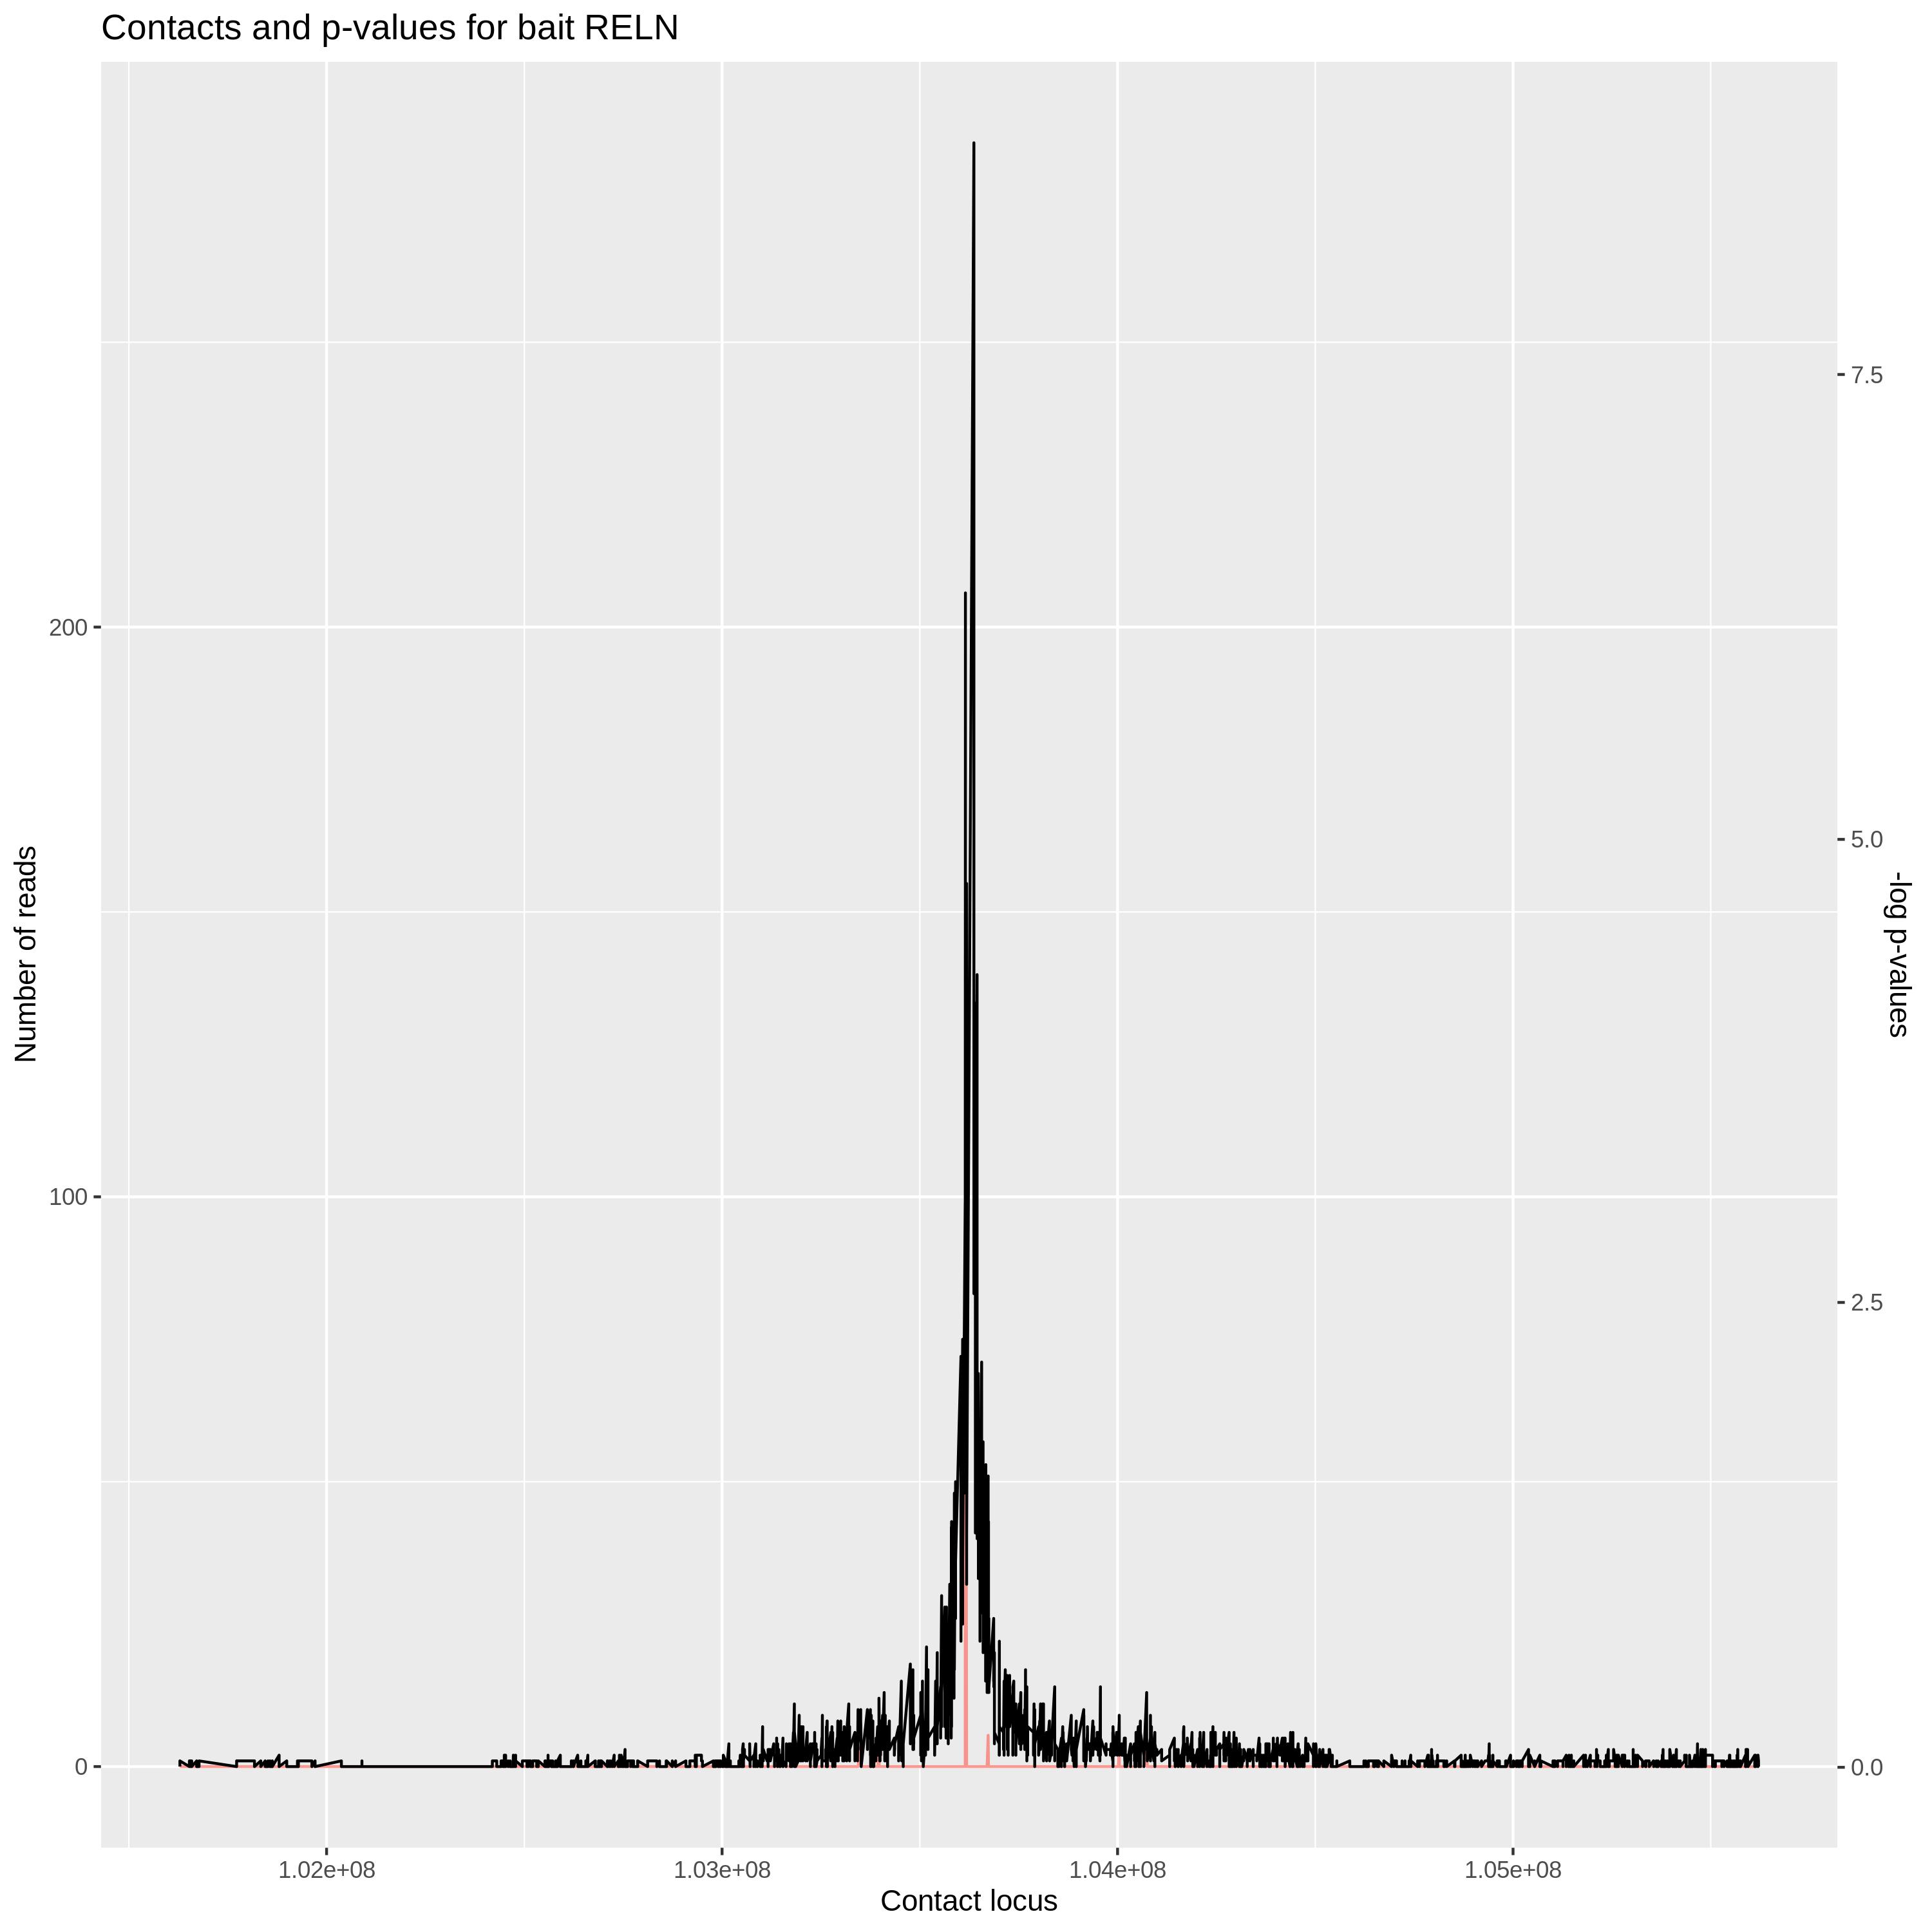 Contacts and p-values for bait RELN
Number of reads
200
100
0
7.5
5.0
2.5
0.0
-log p-values
1.02e+08 1.03e+08 1.04e+08 1.05e+08
Contact locus